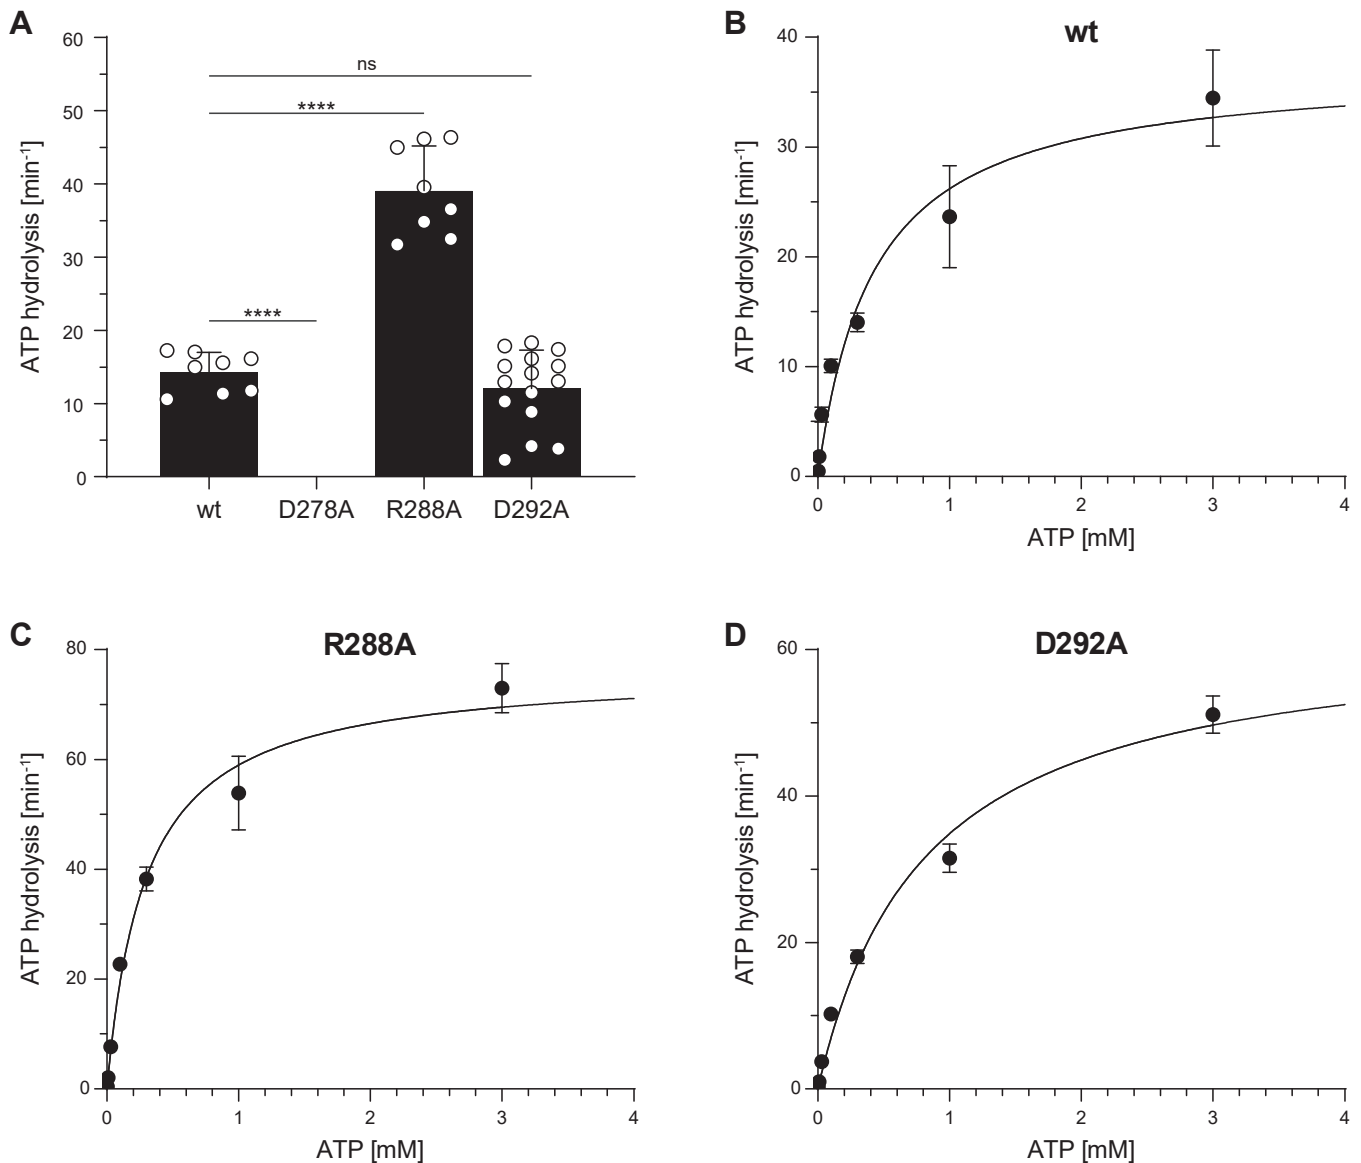 A
ATP hydrolysis [min-1]
60
50
40
30
20
10
0
ns
****
****
wt D278A R288A D292A
B
wt
ATP hydrolysis [min-1]
40
30
20
10
0
0 1 2 3 4
ATP [mM]
C
R288A
ATP hydrolysis [min-1]
80
60
40
20
0
0 1 2 3 4
ATP [mM]
D
D292A
ATP hydrolysis [min-1]
60
40
20
0
0 1 2 3 4
ATP [mM]